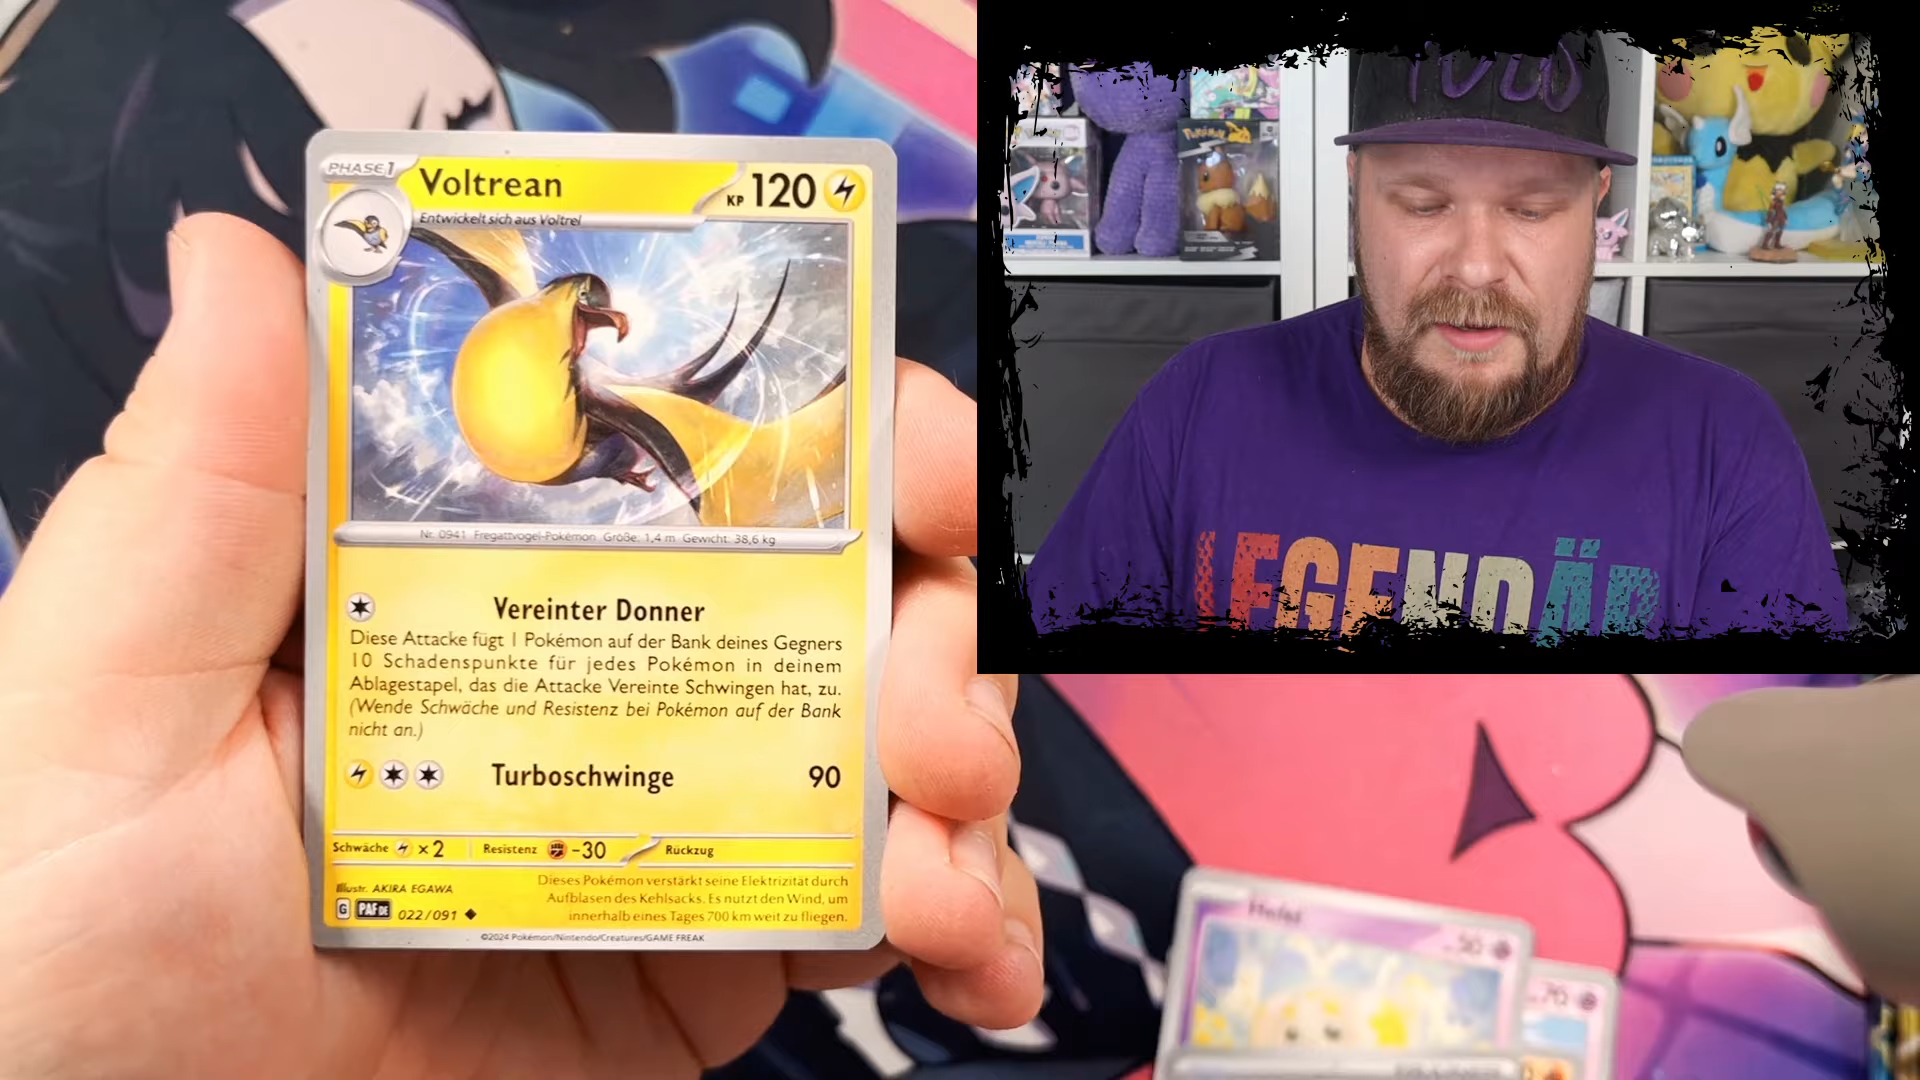 PHASE 1
Voltrean
KP 120
Entwickelt sich aus Voltrel
Nr. 0941 Fregattvogel-Pokémon Größe: 1,4 m Gewicht: 38,6 kg
Vereinter Donner
Diese Attacke fügt 1 Pokémon auf der Bank deines Gegners
10 Schadenspunkte für jedes Pokémon in deinem
Ablagestapel, das die Attacke Vereinte Schwingen hat, zu.
(Wende Schwäche und Resistenz bei Pokémon auf der Bank
nicht an.)
Turboschwinge 90
Schwäche ×2 Resistenz -30 Rückzug
Illustr. AKIRA EGAWA
G PAF DE 022/091
Dieses Pokémon verstärkt seine Elektrizität durch
Aufblasen des Kehlsacks. Es nutzt den Wind, um
innerhalb eines Tages 700 km weit zu fliegen.
©2024 Pokémon/Nintendo/Creatures/GAME FREAK
Pokémon
LEGENDÄR
50
70